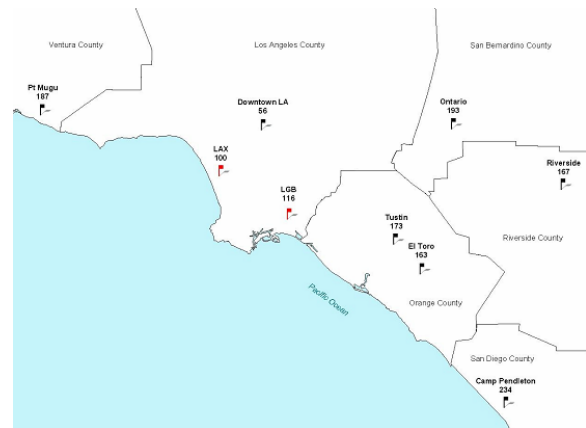 Ventura County
Los Angeles County
San Bernardino County
Pt Mugu
187
Downtown LA
56
Ontario
193
LAX
100
Riverside
167
LGB
116
Tustin
173
El Toro
163
Riverside County
Pacific Ocean
Orange County
San Diego County
Camp Pendleton
234